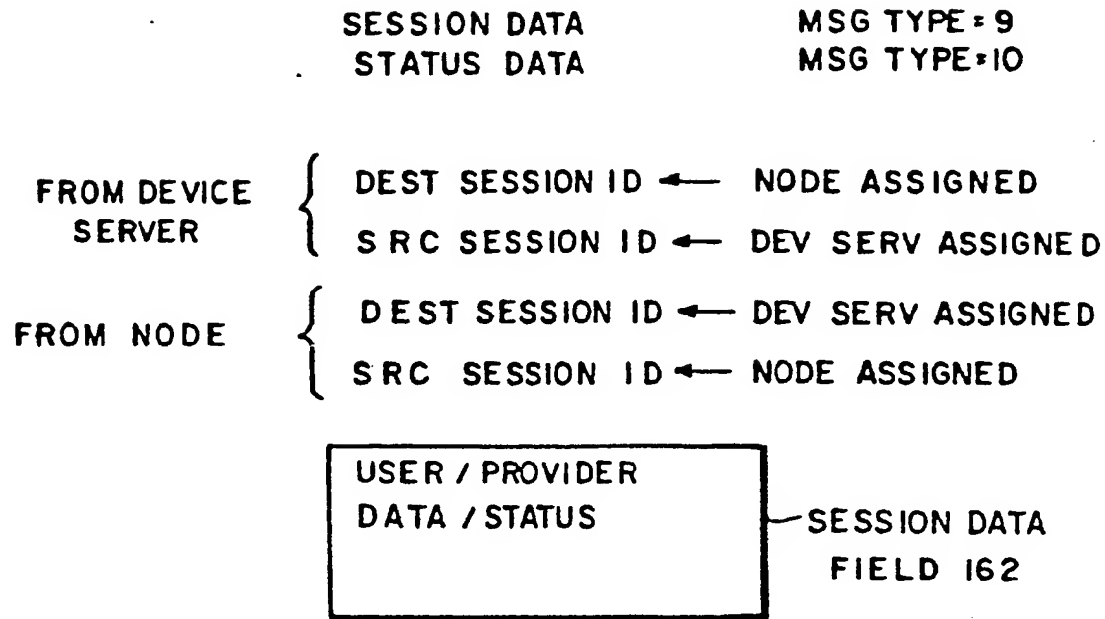 SESSION DATA MSG TYPE=9
STATUS DATA MSG TYPE=10
FROM DEVICE SERVER
DEST SESSION ID ← NODE ASSIGNED
SRC SESSION ID ← DEV SERV ASSIGNED
FROM NODE
DEST SESSION ID ← DEV SERV ASSIGNED
SRC SESSION ID ← NODE ASSIGNED
USER / PROVIDER
DATA / STATUS
SESSION DATA
FIELD 162